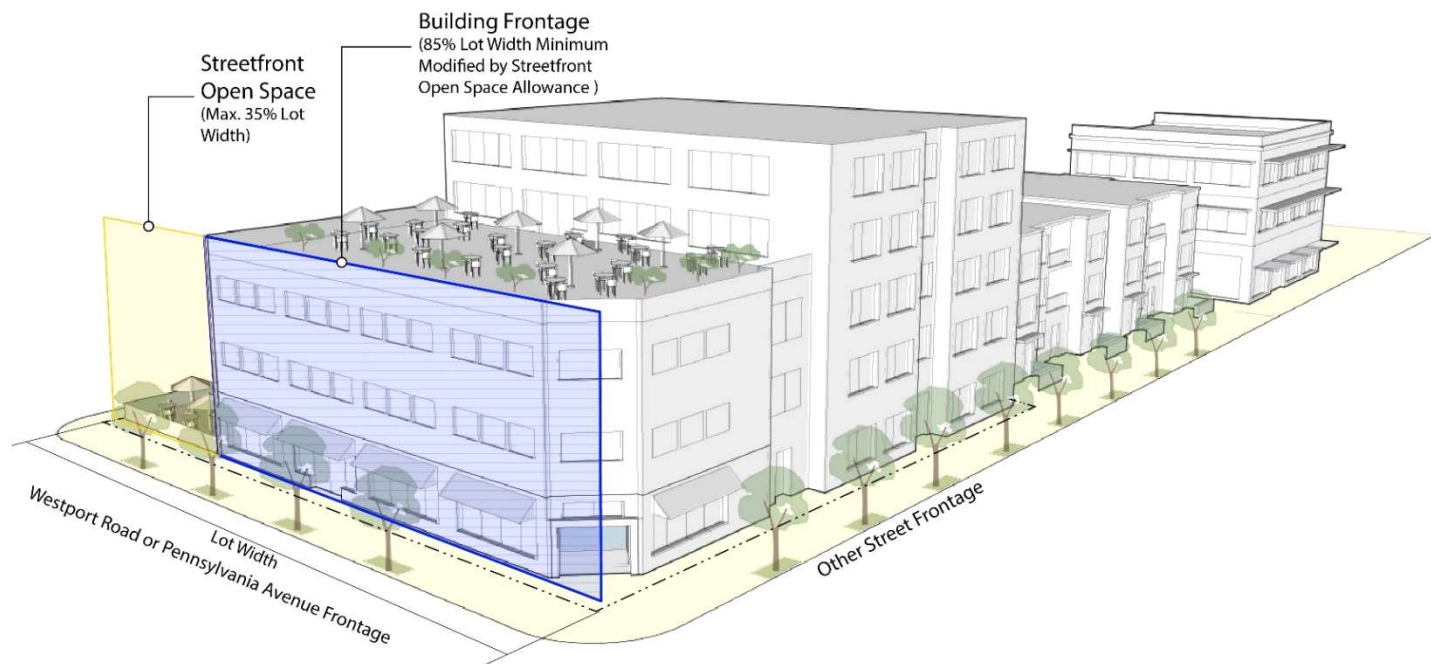 Streetfront
Open Space
(Max. 35% Lot
Width)
Building Frontage
(85% Lot Width Minimum
Modified by Streetfront
Open Space Allowance )
Lot Width
Westport Road or Pennsylvania Avenue Frontage
Other Street Frontage